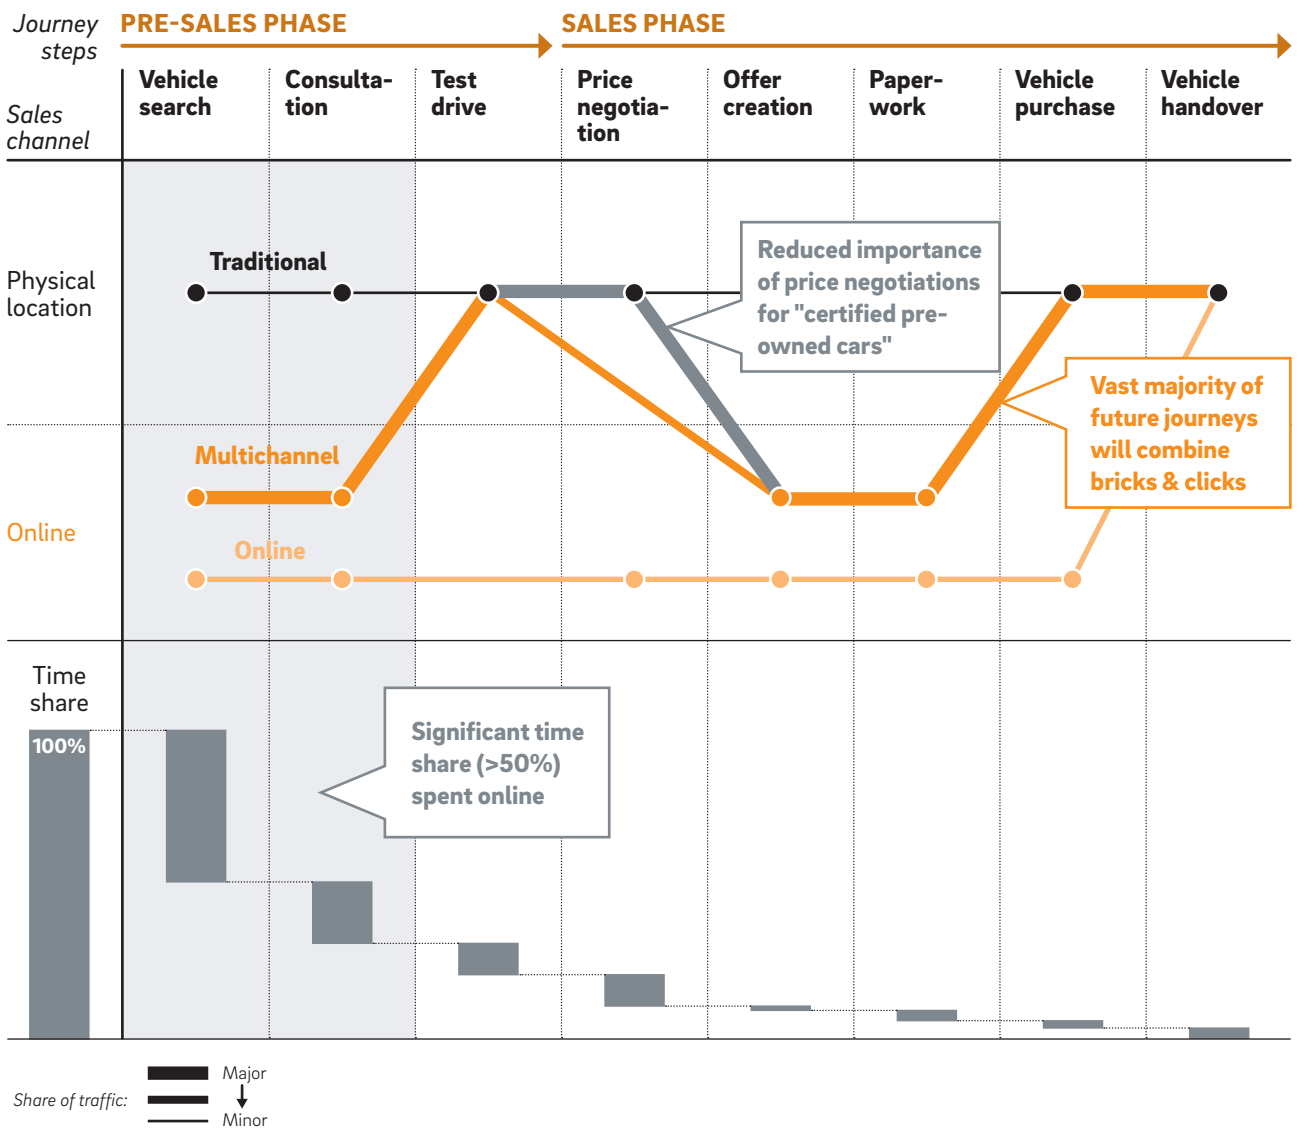 Journey
steps
PRE-SALES PHASE
SALES PHASE
Sales
channel
Vehicle
search
Consulta-
tion
Test
drive
Price
negotia-
tion
Offer
creation
Paper-
work
Vehicle
purchase
Vehicle
handover
Physical
location
Traditional
Reduced importance
of price negotiations
for "certified pre-
owned cars"
Vast majority of
future journeys
will combine
bricks & clicks
Multichannel
Online
Online
Time
share
100%
Significant time
share (>50%)
spent online
Share of traffic:
Major
Minor